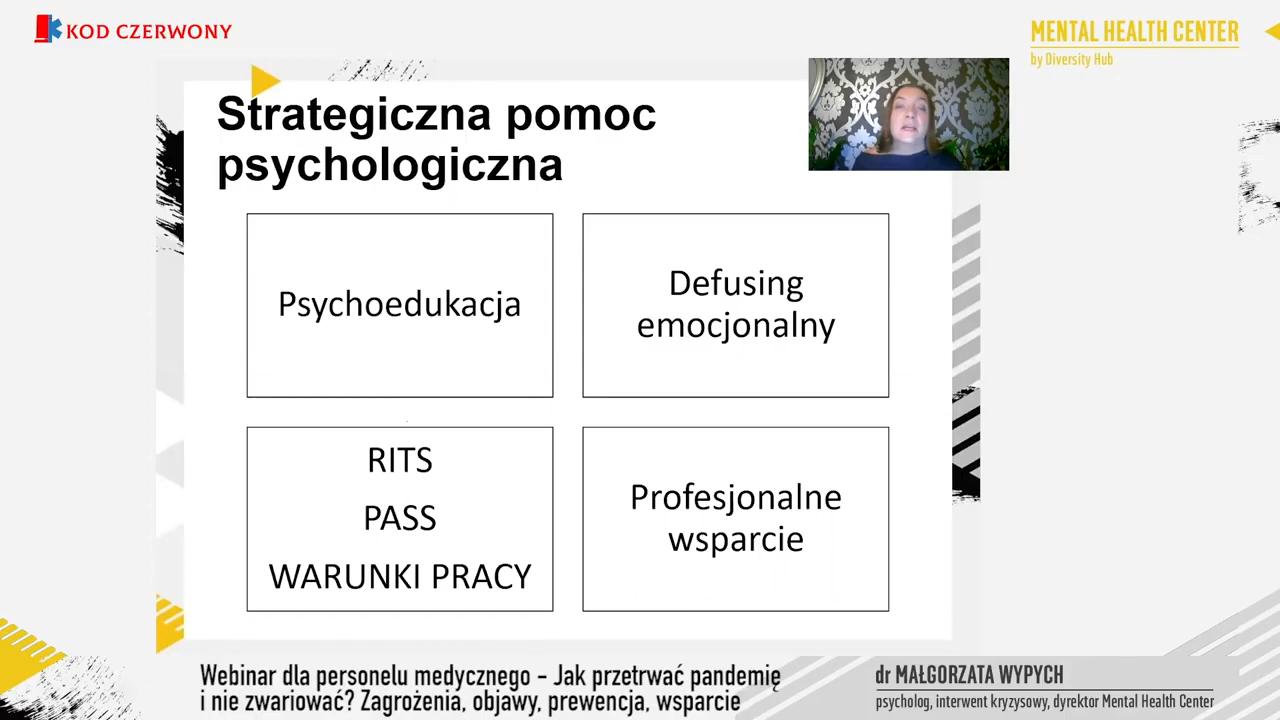 KOD CZERWONY
MENTAL HEALTH CENTER
by Diversity Hub
Strategiczna pomoc
psychologiczna
Psychoedukacja
Defusing
emocjonalny
RITS
PASS
WARUNKI PRACY
Profesjonalne
wsparcie
Webinar dla personelu medycznego – Jak przetrwać pandemię
i nie zwariować? Zagrożenia, objawy, prewencja, wsparcie
dr MAŁGORZATA WYPYCH
psycholog, interwent kryzysowy, dyrektor Mental Health Center